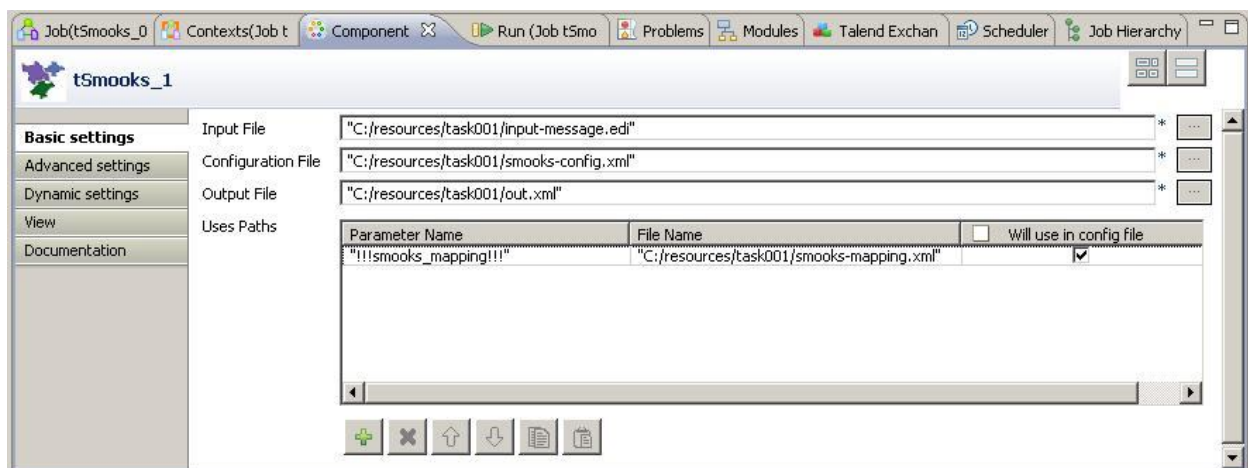 Job(tSmooks_0
Contexts(Job t
Component
Run (Job tSmo
Problems
Modules
Talend Exchan
Scheduler
Job Hierarchy
tSmooks_1
Basic settings
Advanced settings
Dynamic settings
View
Documentation
Input File "C:/resources/task001/input-message.edi" * ...
Configuration File "C:/resources/task001/smooks-config.xml" * ...
Output File "C:/resources/task001/out.xml" * ...
Uses Paths
Parameter Name File Name Will use in config file
"!!!smooks_mapping!!!" "C:/resources/task001/smooks-mapping.xml"